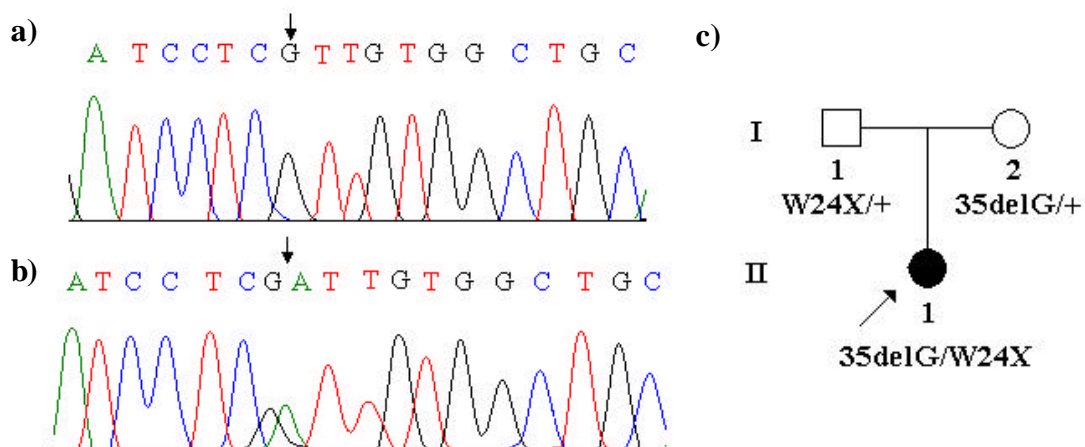 a)
A T C C T C G T T G T G G C T G C
b)
A T C C T C G A T T G T G G C T G C
c)
I
1 2
W24X/+ 35delG/+
II
1
35delG/W24X